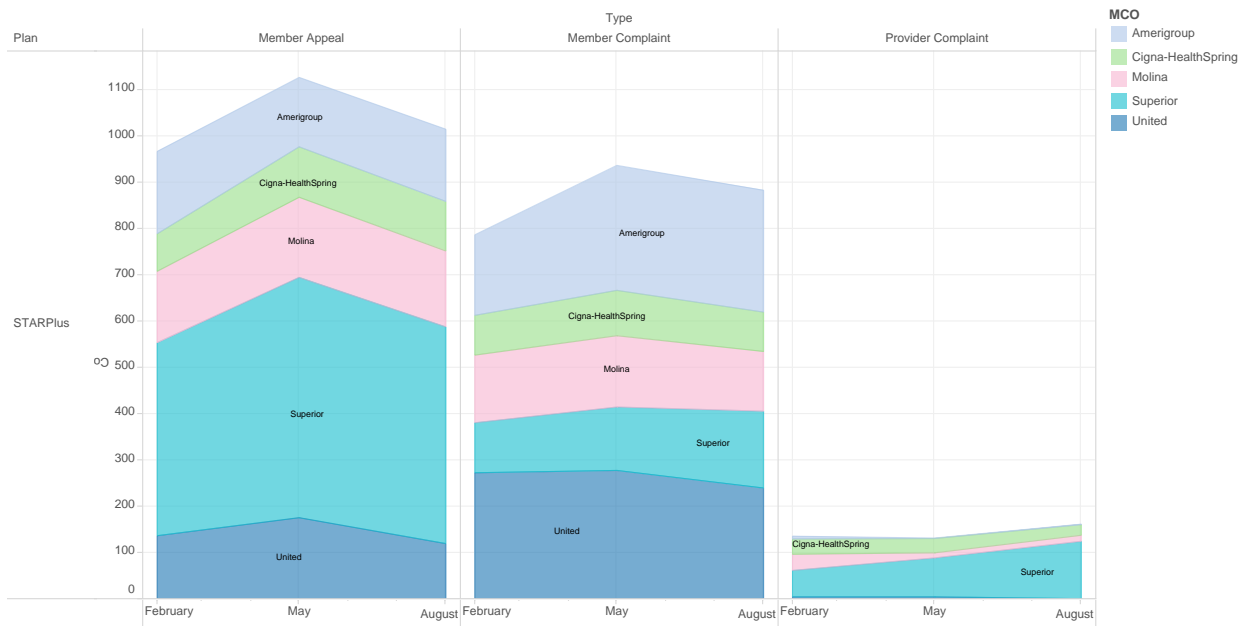 Type
Plan
Member Appeal
Member Complaint
Provider Complaint
MCO
Amerigroup
Cigna-HealthSpring
Molina
Superior
United
STARPlus
Co
1100
1000
900
800
700
600
500
400
300
200
100
0
Amerigroup
Cigna-HealthSpring
Molina
Superior
United
Amerigroup
Cigna-HealthSpring
Molina
Superior
United
Cigna-HealthSpring
Superior
February
May
August
February
May
August
February
May
August